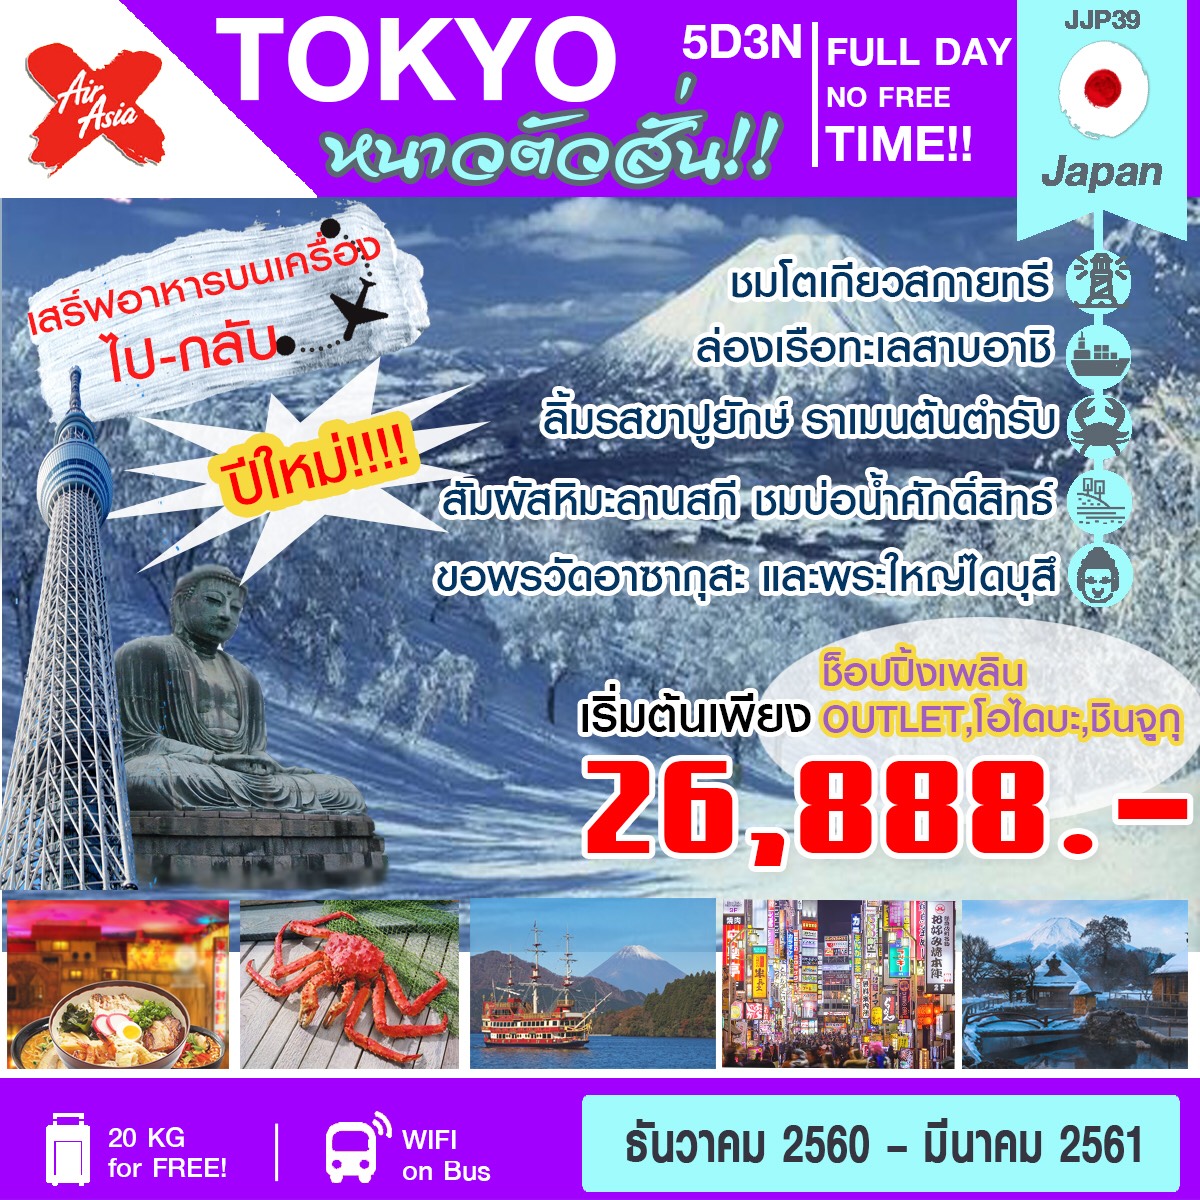 Air
Asia
TOKYO
5D3N
หนาวตัวสั่น!!
FULL DAY
NO FREE
TIME!!
JJP39
Japan
เสริ์ฟอาหารบนเครื่อง
ไป-กลับ
ปีใหม่!!!!
ชมโตเกียวสกายทรี
ล่องเรือทะเลสาบอาชิ
ลิ้มรสขาปูยักษ์ ราเมนต้นตำรับ
สัมผัสหิมะลานสกี ชมบ่อน้ำศักดิ์สิทธ์
ขอพรวัดอาซากุสะ และพระใหญ่ไดบุสึ
ช็อปปิ้งเพลิน
OUTLET,โอไดบะ,ชินจูกุ
เริ่มต้นเพียง
26,888.-
20 KG
for FREE!
WIFI
on Bus
ธันวาคม 2560 - มีนาคม 2561